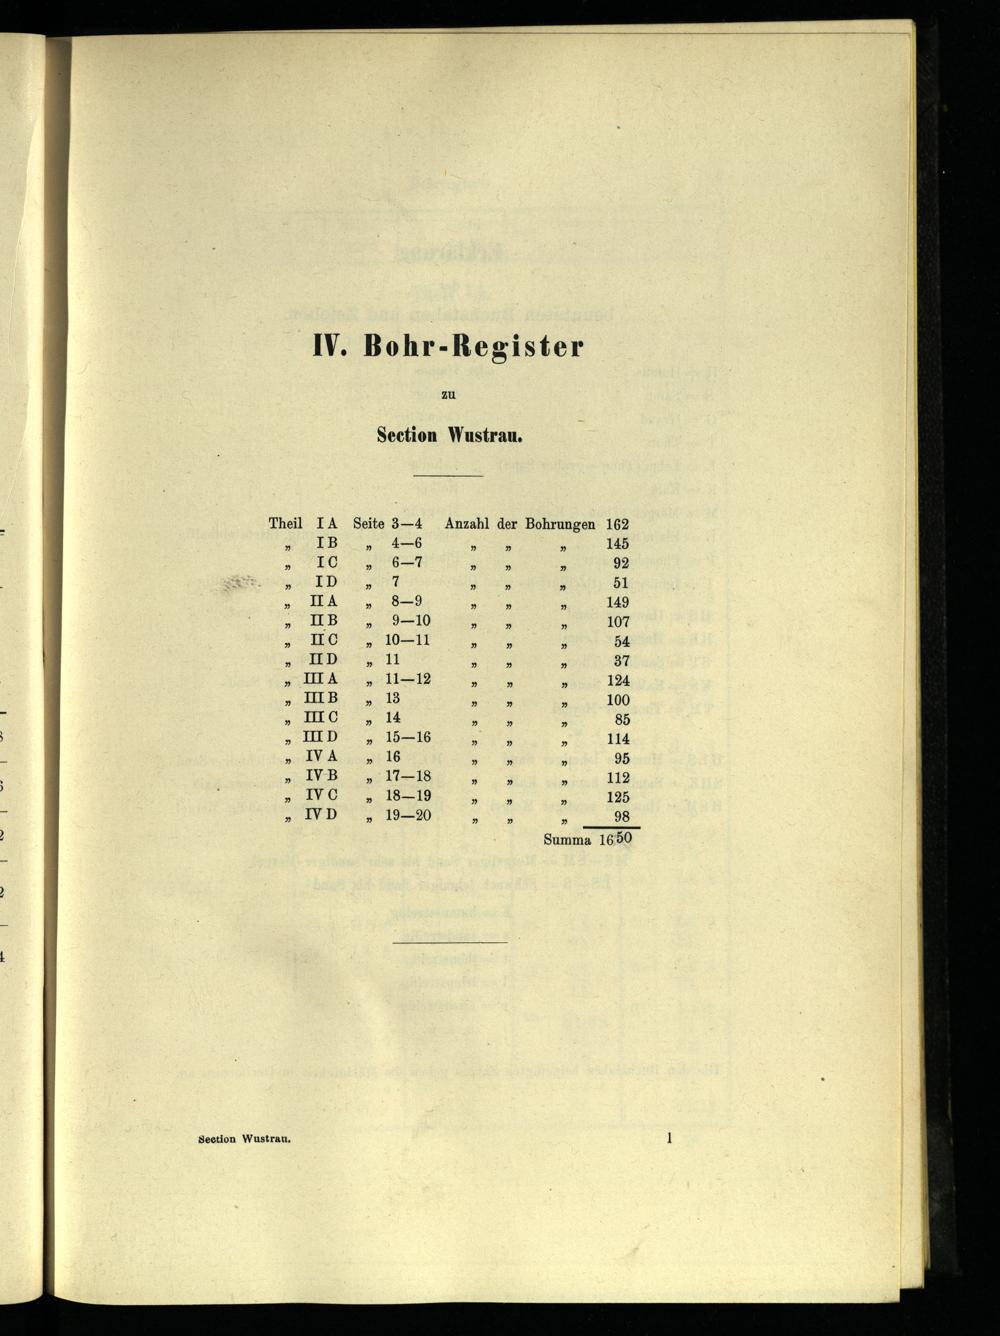 IV. Bohr-Register
zu
Section Wustrau.
Theil I A Seite 3—4 Anzahl der Bohrungen 162
„ I B „ 4—6 „ „ „ 145
„ I C „ 6—7 „ „ „ 92
„ I D „ 7 „ „ „ 51
„ II A „ 8—9 „ „ „ 149
„ II B „ 9—10 „ „ „ 107
„ II C „ 10—11 „ „ „ 54
„ II D „ 11 „ „ „ 37
„ III A „ 11—12 „ „ „ 124
„ III B „ 13 „ „ „ 100
„ III C „ 14 „ „ „ 85
„ III D „ 15—16 „ „ „ 114
„ IV A „ 16 „ „ „ 95
„ IV B „ 17—18 „ „ „ 112
„ IV C „ 18—19 „ „ „ 125
„ IV D „ 19—20 „ „ „ 98
Summa 1650
Section Wustrau. 1